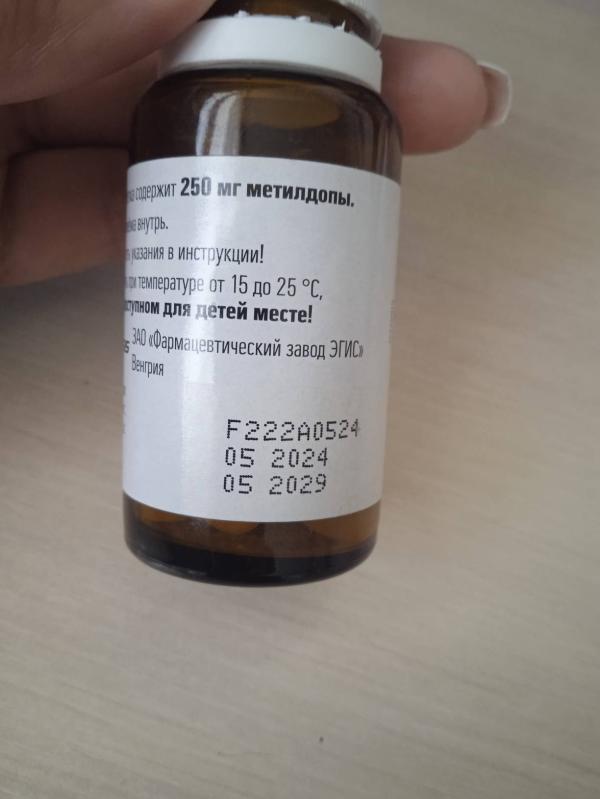 содержит 250 мг метилдопы.
внутрь.
указания в инструкции!
при температуре от 15 до 25 °C,
для детей месте!
ЗАО «Фармацевтический завод ЭГИС»
Венгрия
F222A0524
05 2024
05 2029